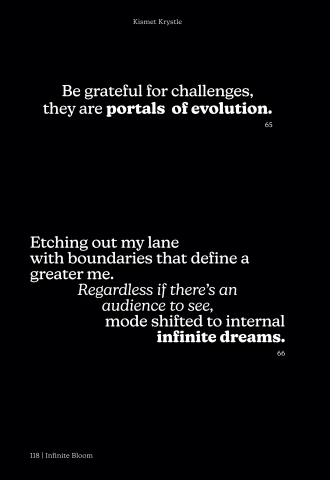 Kismet Krystle
Be grateful for challenges,
they are portals of evolution.
65
Etching out my lane
with boundaries that define a
greater me.
Regardless if there's an
audience to see,
mode shifted to internal
infinite dreams.
66
118 | Infinite Bloom